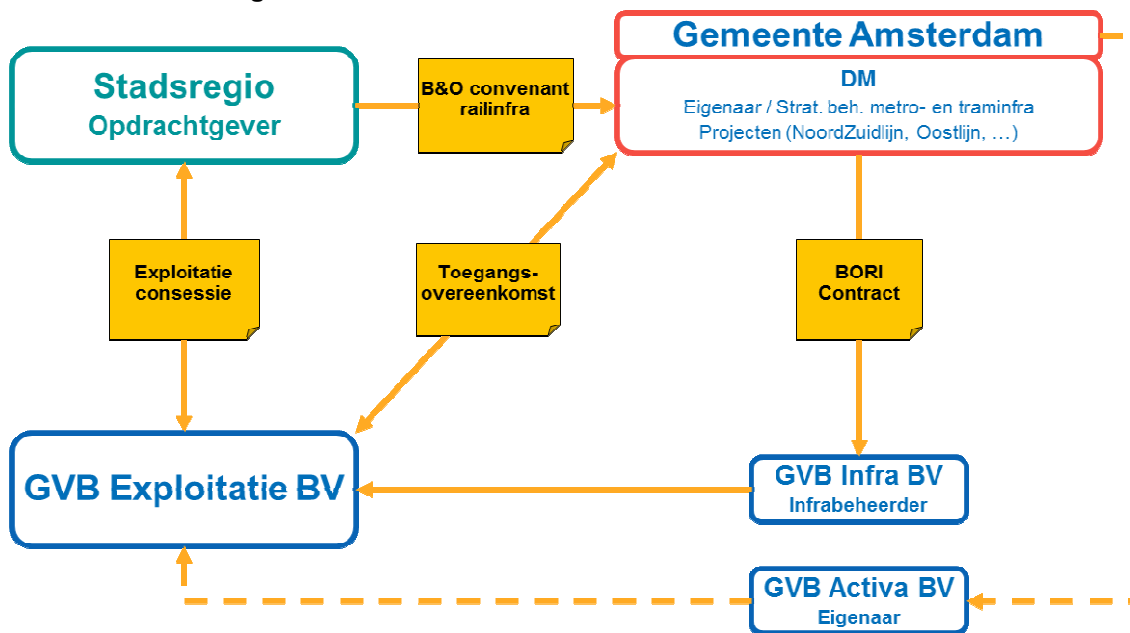 Gemeente Amsterdam
Stadsregio
Opdrachtgever
B&O convenant
railinfra
DM
Eigenaar / Strat. beh. metro- en traminfra
Projecten (NoordZuidlijn, Oostlijn, ...)
Exploitatie
consessie
Toegangs-
overeenkomst
BORI
Contract
GVB Exploitatie BV
GVB Infra BV
Infrabeheerder
GVB Activa BV
Eigenaar